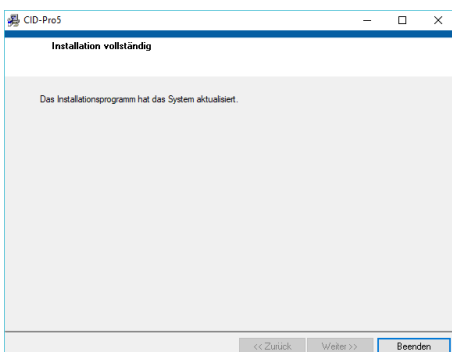 CID-Pro5
Installation vollständig
Das Installationsprogramm hat das System aktualisiert.
<< Zurück Weiter >> Beenden